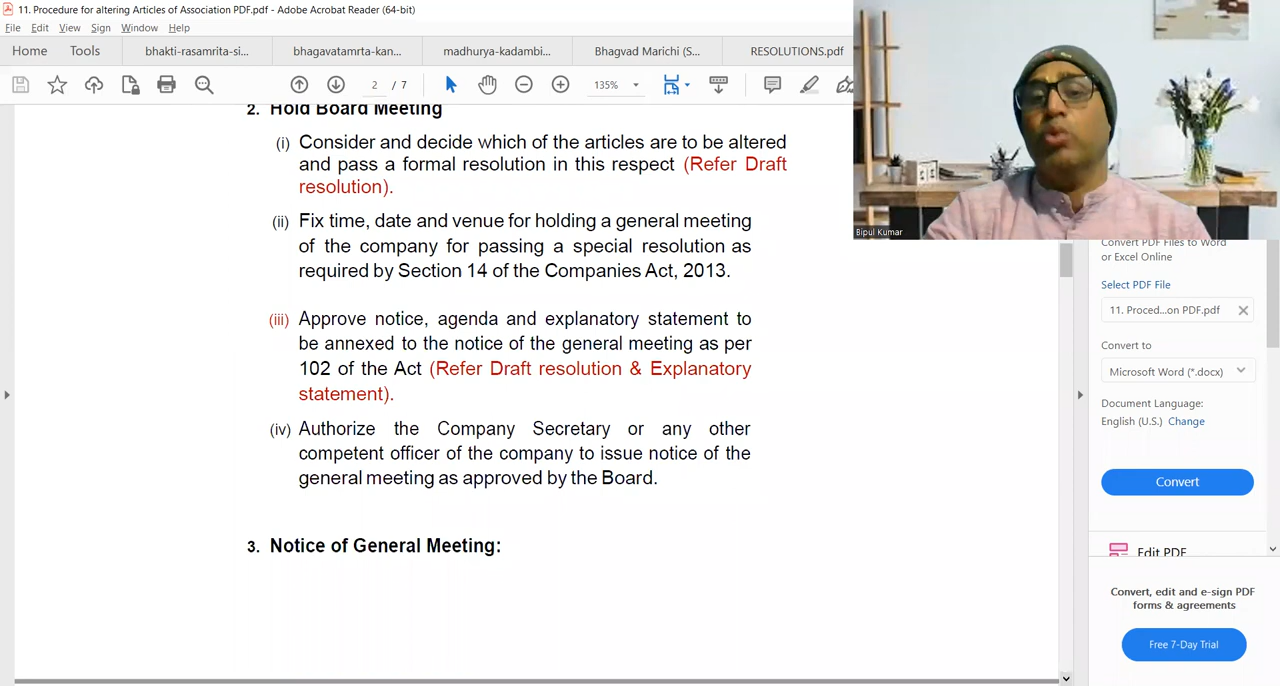 11. Procedure for altering Articles of Association PDF.pdf - Adobe Acrobat Reader (64-bit)
File Edit View Sign Window Help
Home Tools bhakti-rasamrita-si... bhagavatamrta-kan... madhurya-kadambi... Bhagvad Marichi (S... RESOLUTIONS.pdf
2 / 7 135%
2. Hold Board Meeting
(i) Consider and decide which of the articles are to be altered
and pass a formal resolution in this respect (Refer Draft
resolution).
(ii) Fix time, date and venue for holding a general meeting
of the company for passing a special resolution as
required by Section 14 of the Companies Act, 2013.
(iii) Approve notice, agenda and explanatory statement to
be annexed to the notice of the general meeting as per
102 of the Act (Refer Draft resolution & Explanatory
statement).
(iv) Authorize the Company Secretary or any other
competent officer of the company to issue notice of the
general meeting as approved by the Board.
3. Notice of General Meeting:
Bipul Kumar
Convert PDF Files to Word
or Excel Online
Select PDF File
11. Proced...on PDF.pdf
Convert to
Microsoft Word (*.docx)
Document Language:
English (U.S.) Change
Convert
Edit PDF
Convert, edit and e-sign PDF
forms & agreements
Free 7-Day Trial